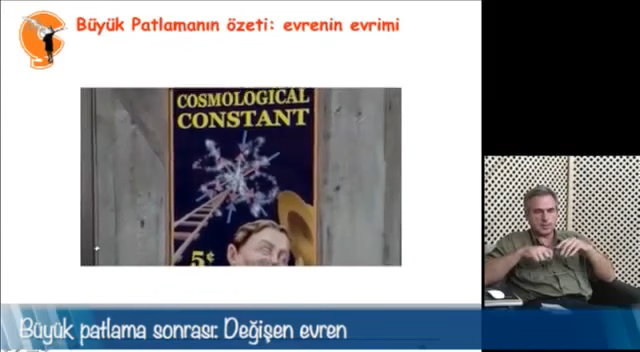 Büyük Patlamanın özeti: evrenin evrimi
COSMOLOGICAL
CONSTANT
5¢
Büyük patlama sonrası: Değişen evren